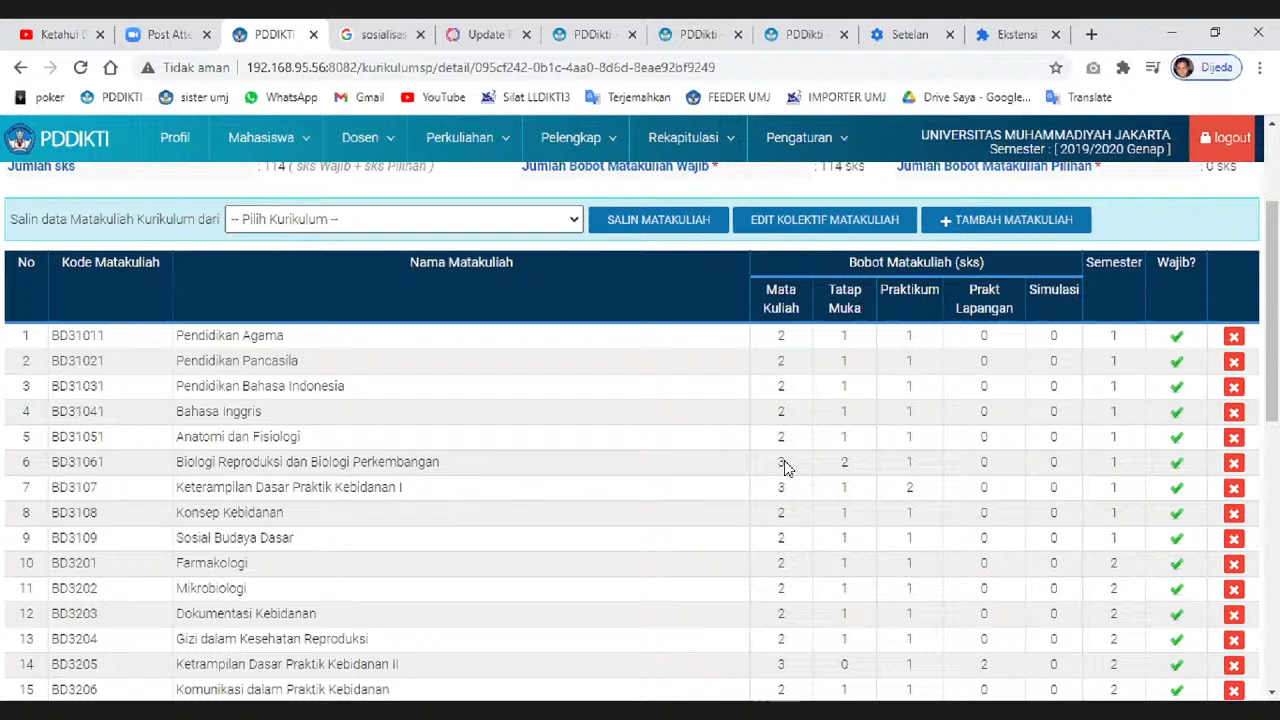 Ketahui D
Post Atte
PDDIKTI
sosialisas
Update F
PDDikti -
PDDikti -
PDDikti -
Setelan
Ekstensi
Tidak aman 192.168.95.56:8082/kurikulumsp/detail/095cf242-0b1c-4aa0-8d6d-8eae92bf9249 Dijeda
poker PDDIKTI sister umj WhatsApp Gmail YouTube Silat LLDIKTI3 Terjemahkan FEEDER UMJ IMPORTER UMJ Drive Saya - Google... Translate
PDDIKTI Profil Mahasiswa Dosen Perkuliahan Pelengkap Rekapitulasi Pengaturan
UNIVERSITAS MUHAMMADIYAH JAKARTA
Semester : [ 2019/2020 Genap ]
logout
Jumlah sks : 114 ( sks Wajib + sks Pilihan ) Jumlah Bobot Matakuliah Wajib * : 114 sks Jumlah Bobot Matakuliah Pilihan * : 0 sks
Salin data Matakuliah Kurikulum dari -- Pilih Kurikulum -- SALIN MATAKULIAH EDIT KOLEKTIF MATAKULIAH + TAMBAH MATAKULIAH
No Kode Matakuliah Nama Matakuliah Bobot Matakuliah (sks) Semester Wajib?
Mata Kuliah Tatap Muka Praktikum Prakt Lapangan Simulasi
1 BD31011 Pendidikan Agama 2 1 1 0 0 1
2 BD31021 Pendidikan Pancasila 2 1 1 0 0 1
3 BD31031 Pendidikan Bahasa Indonesia 2 1 1 0 0 1
4 BD31041 Bahasa Inggris 2 1 1 0 0 1
5 BD31051 Anatomi dan Fisiologi 2 1 1 0 0 1
6 BD31061 Biologi Reproduksi dan Biologi Perkembangan 3 2 1 0 0 1
7 BD3107 Keterampilan Dasar Praktik Kebidanan I 3 1 2 0 0 1
8 BD3108 Konsep Kebidanan 2 1 1 0 0 1
9 BD3109 Sosial Budaya Dasar 2 1 1 0 0 1
10 BD3201 Farmakologi 2 1 1 0 0 2
11 BD3202 Mikrobiologi 2 1 1 0 0 2
12 BD3203 Dokumentasi Kebidanan 2 1 1 0 0 2
13 BD3204 Gizi dalam Kesehatan Reproduksi 2 1 1 0 0 2
14 BD3205 Ketrampilan Dasar Praktik Kebidanan II 3 0 1 2 0 2
15 BD3206 Komunikasi dalam Praktik Kebidanan 2 1 1 0 0 2